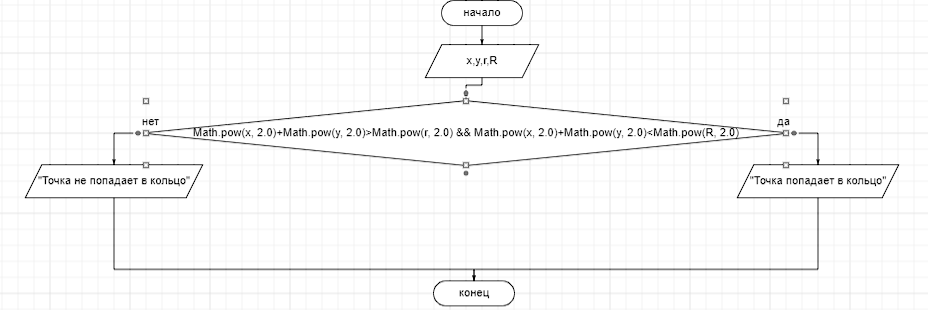 начало
x,y,r,R
нет
да
Math.pow(x, 2.0)+Math.pow(y, 2.0)>Math.pow(r, 2.0) && Math.pow(x, 2.0)+Math.pow(y, 2.0)<Math.pow(R, 2.0)
"Точка не попадает в кольцо"
"Точка попадает в кольцо"
конец